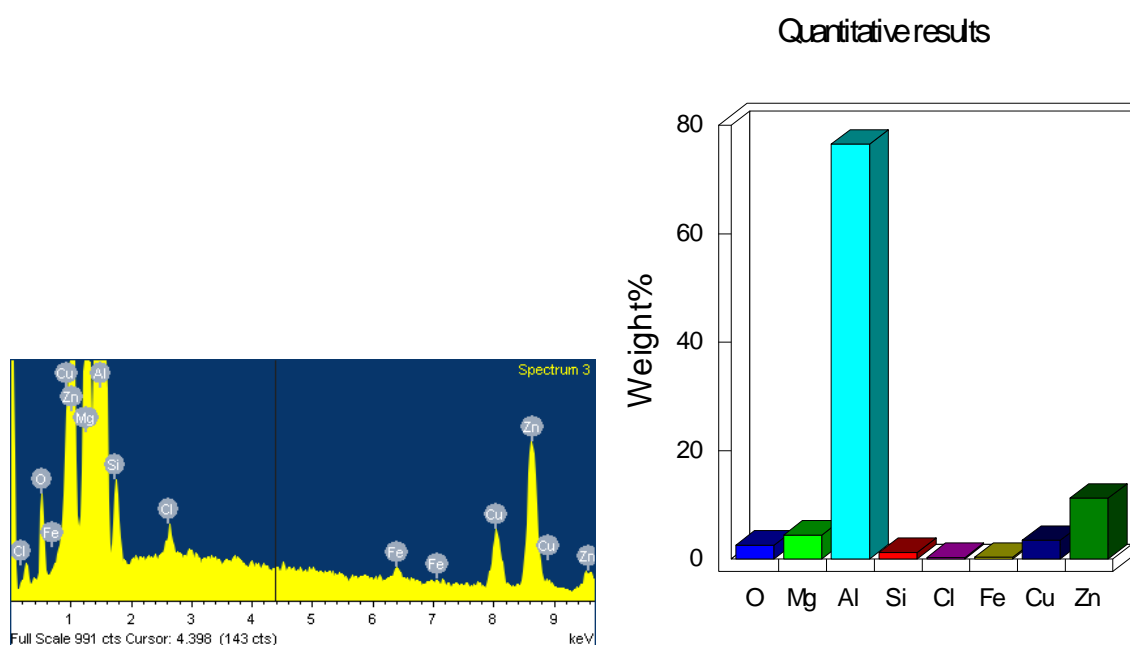 Quantitative results
Spectrum 3
Cu
Al
Zn
Mg
Si
O
Fe
Cl
Cl
Fe
Fe
Cu
Zn
Cu
Zn
1 2 3 4 5 6 7 8 9
Full Scale 991 cts Cursor: 4.398 (143 cts) keV
Weight%
80
60
40
20
0
O Mg Al Si Cl Fe Cu Zn